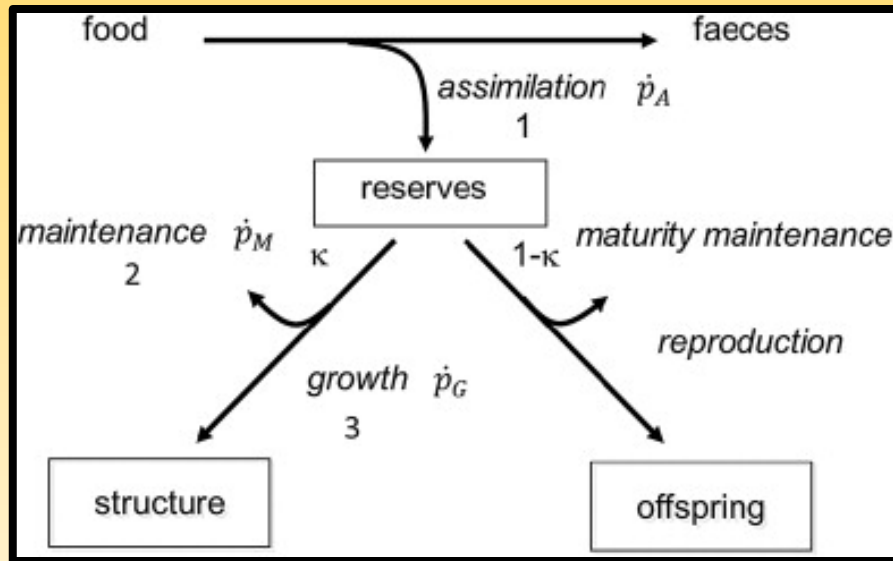 food faeces
assimilation ṗ_A
1
reserves
maintenance ṗ_M κ 1-κ maturity maintenance
2
reproduction
growth ṗ_G
3
structure offspring